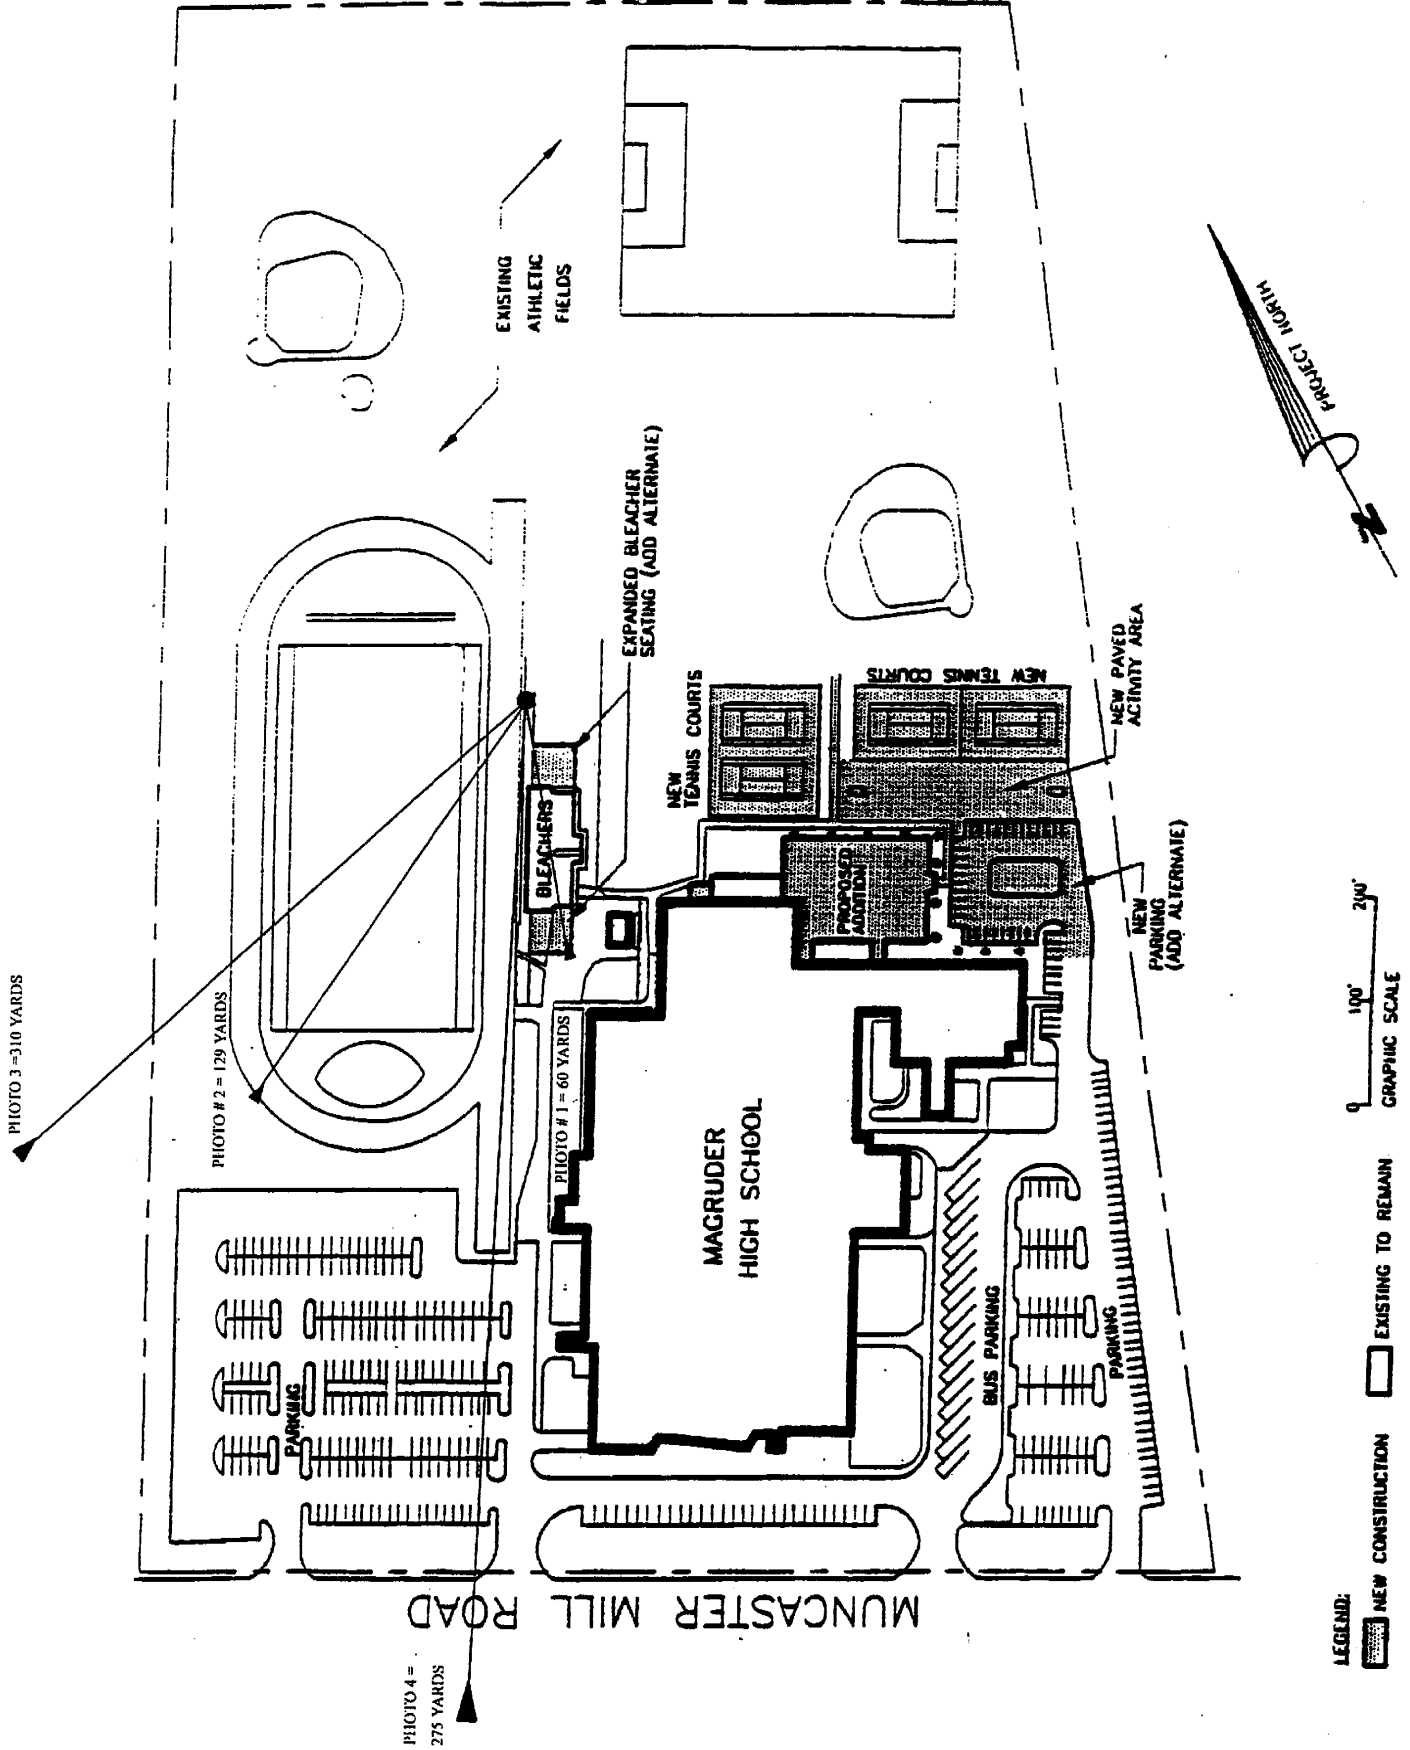 PHOTO 3 =310 YARDS
PHOTO # 2 = 129 YARDS
PHOTO # 1 = 60 YARDS
PHOTO 4 =
275 YARDS
EXISTING
ATHLETIC
FIELDS
EXPANDED BLEACHER
SEATING (ADD ALTERNATE)
BLEACHERS
NEW
TENNIS COURTS
NEW TENNIS COURTS
NEW PAVED
ACTIVITY AREA
PROPOSED
ADDITION
NEW
PARKING
(ADD ALTERNATE)
MAGRUDER
HIGH SCHOOL
PARKING
BUS PARKING
PARKING
MUNCASTER MILL ROAD
PROJECT NORTH
N
0 100' 200'
GRAPHIC SCALE
LEGEND:
NEW CONSTRUCTION
EXISTING TO REMAIN